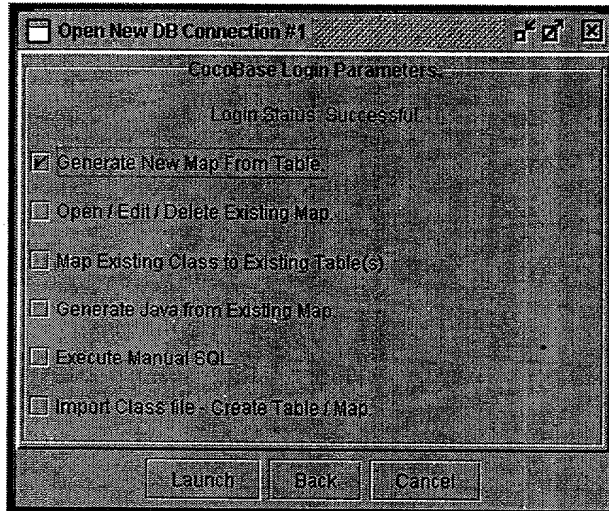 Open New DB Connection #1
CocoBase Login Parameters.
Login Status: Successful.
Generate New Map From Table.
Open / Edit / Delete Existing Map.
Map Existing Class to Existing Table(s)
Generate Java from Existing Map.
Execute Manual SQL.
Import Class file - Create Table / Map.
Launch Back Cancel